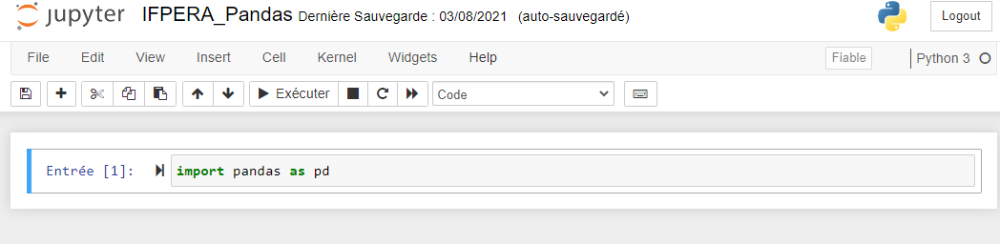 jupyter IFPERA_Pandas Dernière Sauvegarde : 03/08/2021 (auto-sauvegardé) Logout
File Edit View Insert Cell Kernel Widgets Help Fiable Python 3
Exécuter Code
Entrée [1]: import pandas as pd